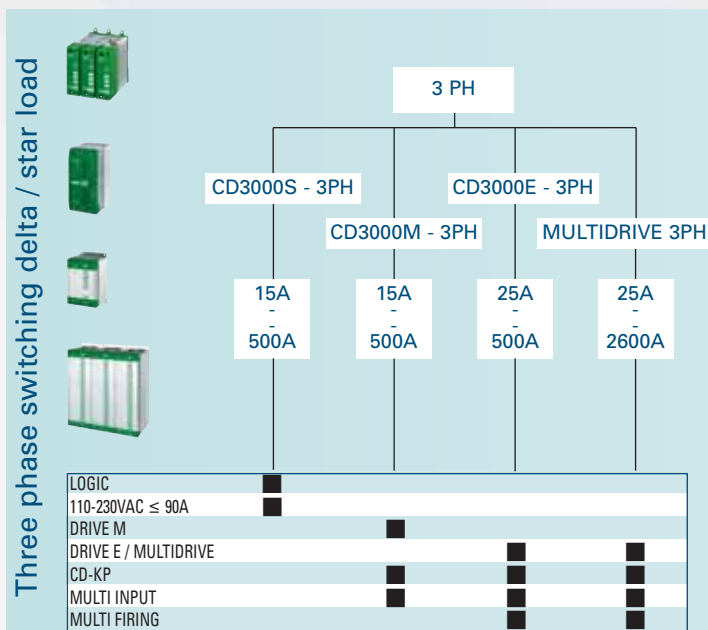 Three phase switching delta / star load
3 PH
CD3000S - 3PH
CD3000E - 3PH
CD3000M - 3PH
MULTIDRIVE 3PH
15A
-
-
500A
15A
-
-
500A
25A
-
-
500A
25A
-
-
2600A
LOGIC
110-230VAC ≤ 90A
DRIVE M
DRIVE E / MULTIDRIVE
CD-KP
MULTI INPUT
MULTI FIRING